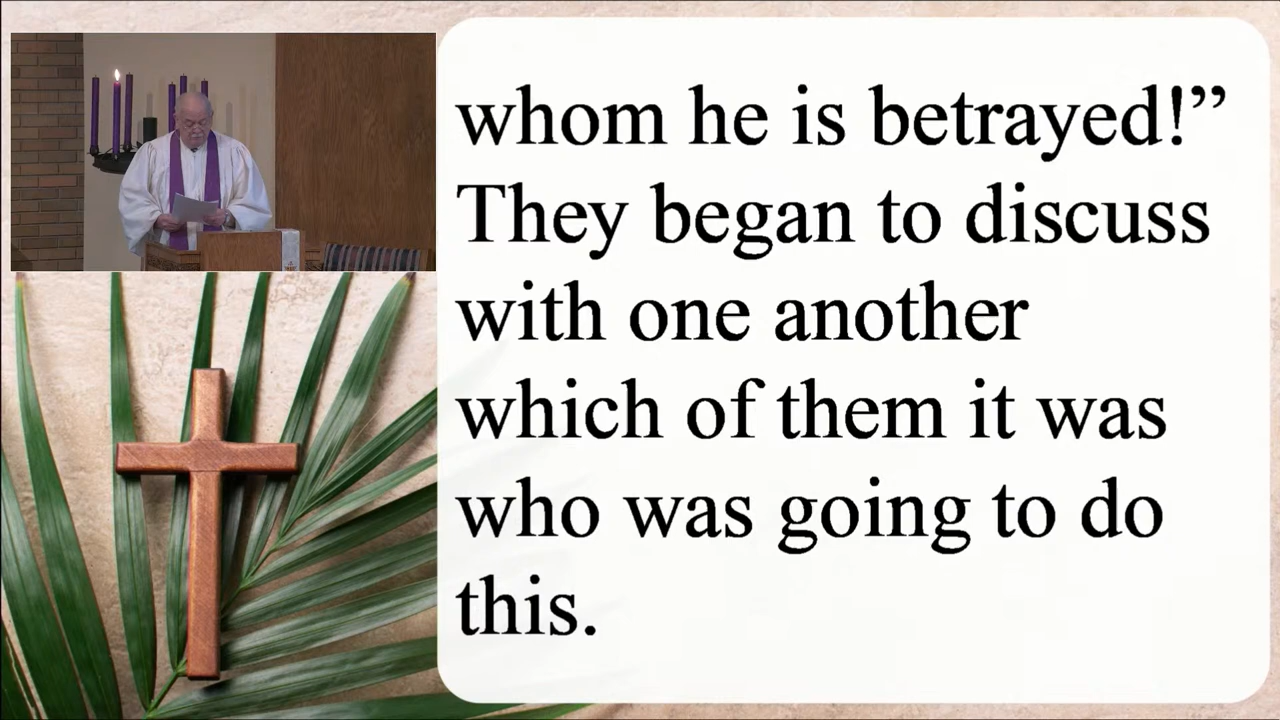 whom he is betrayed!”
They began to discuss
with one another
which of them it was
who was going to do
this.